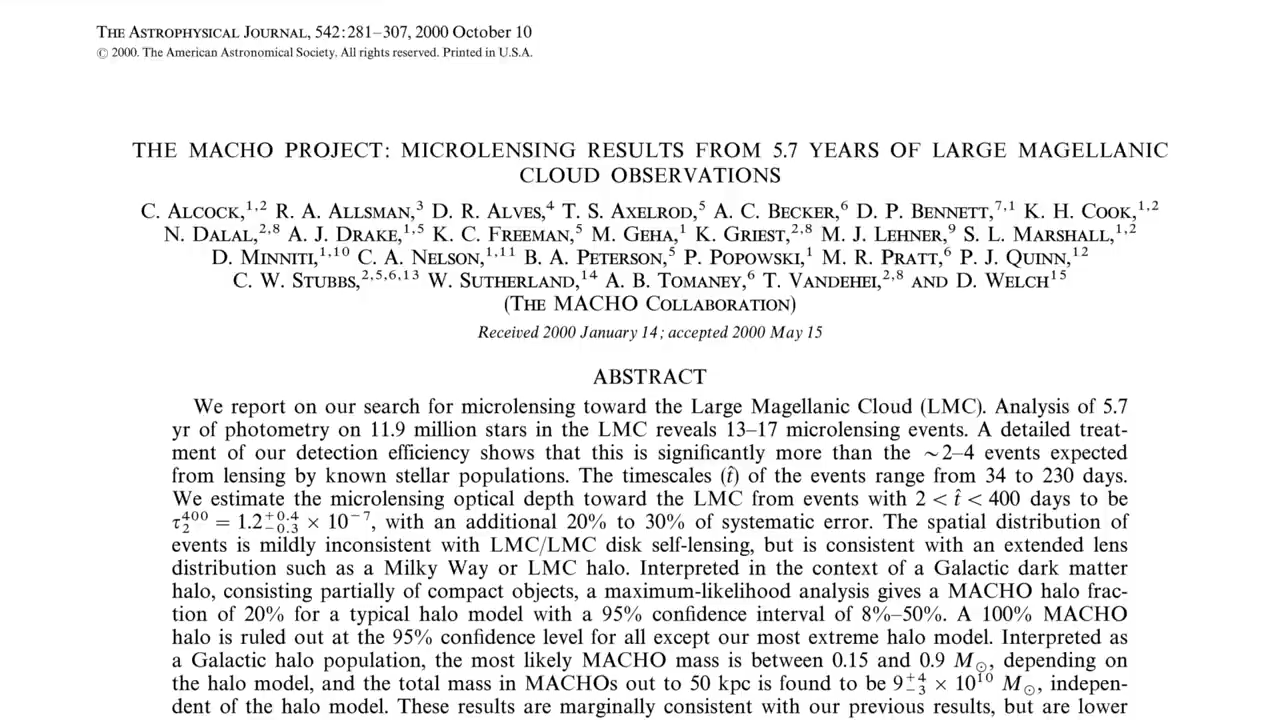 THE ASTROPHYSICAL JOURNAL, 542:281–307, 2000 October 10
© 2000. The American Astronomical Society. All rights reserved. Printed in U.S.A.
THE MACHO PROJECT: MICROLENSING RESULTS FROM 5.7 YEARS OF LARGE MAGELLANIC
CLOUD OBSERVATIONS
C. ALCOCK,1,2 R. A. ALLSMAN,3 D. R. ALVES,4 T. S. AXELROD,5 A. C. BECKER,6 D. P. BENNETT,7,1 K. H. COOK,1,2
N. DALAL,2,8 A. J. DRAKE,1,5 K. C. FREEMAN,5 M. GEHA,1 K. GRIEST,2,8 M. J. LEHNER,9 S. L. MARSHALL,1,2
D. MINNITI,1,10 C. A. NELSON,1,11 B. A. PETERSON,5 P. POPOWSKI,1 M. R. PRATT,6 P. J. QUINN,12
C. W. STUBBS,2,5,6,13 W. SUTHERLAND,14 A. B. TOMANEY,6 T. VANDEHEI,2,8 AND D. WELCH15
(THE MACHO COLLABORATION)
Received 2000 January 14; accepted 2000 May 15
ABSTRACT
We report on our search for microlensing toward the Large Magellanic Cloud (LMC). Analysis of 5.7
yr of photometry on 11.9 million stars in the LMC reveals 13–17 microlensing events. A detailed treat-
ment of our detection efficiency shows that this is significantly more than the ~2–4 events expected
from lensing by known stellar populations. The timescales (t̂) of the events range from 34 to 230 days.
We estimate the microlensing optical depth toward the LMC from events with 2 < t̂ < 400 days to be
τ₂⁴⁰⁰ = 1.2⁺⁰·⁴₋₀.₃ × 10⁻⁷, with an additional 20% to 30% of systematic error. The spatial distribution of
events is mildly inconsistent with LMC/LMC disk self-lensing, but is consistent with an extended lens
distribution such as a Milky Way or LMC halo. Interpreted in the context of a Galactic dark matter
halo, consisting partially of compact objects, a maximum-likelihood analysis gives a MACHO halo frac-
tion of 20% for a typical halo model with a 95% confidence interval of 8%–50%. A 100% MACHO
halo is ruled out at the 95% confidence level for all except our most extreme halo model. Interpreted as
a Galactic halo population, the most likely MACHO mass is between 0.15 and 0.9 M⊙, depending on
the halo model, and the total mass in MACHOs out to 50 kpc is found to be 9⁺⁴₋₃ × 10¹⁰ M⊙, indepen-
dent of the halo model. These results are marginally consistent with our previous results, but are lower